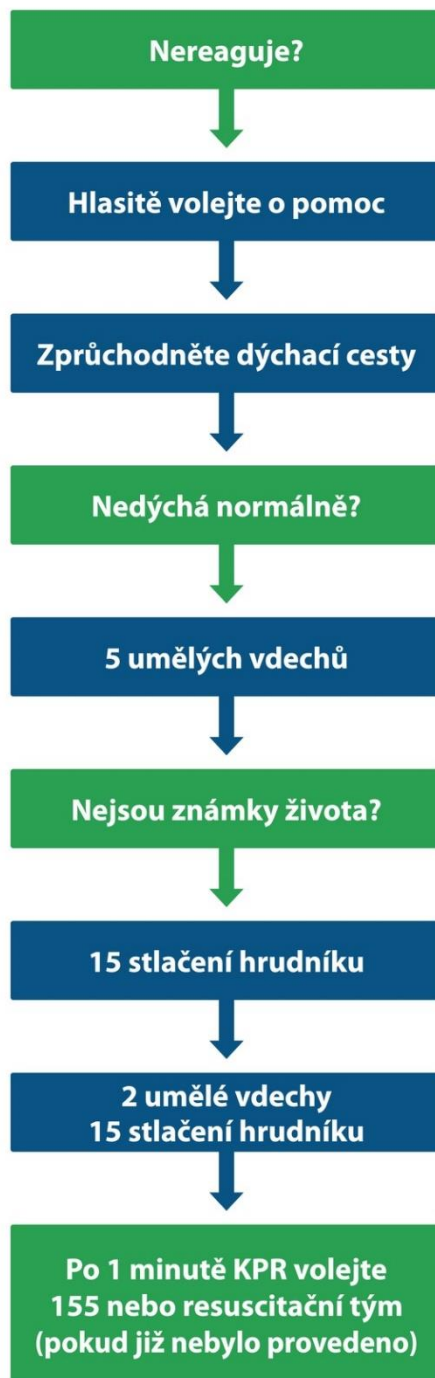 Nereaguje?
Hlasitě volejte o pomoc
Zprůchodněte dýchací cesty
Nedýchá normálně?
5 umělých vdechů
Nejsou známky života?
15 stlačení hrudníku
2 umělé vdechy
15 stlačení hrudníku
Po 1 minutě KPR volejte
155 nebo resuscitační tým
(pokud již nebylo provedeno)